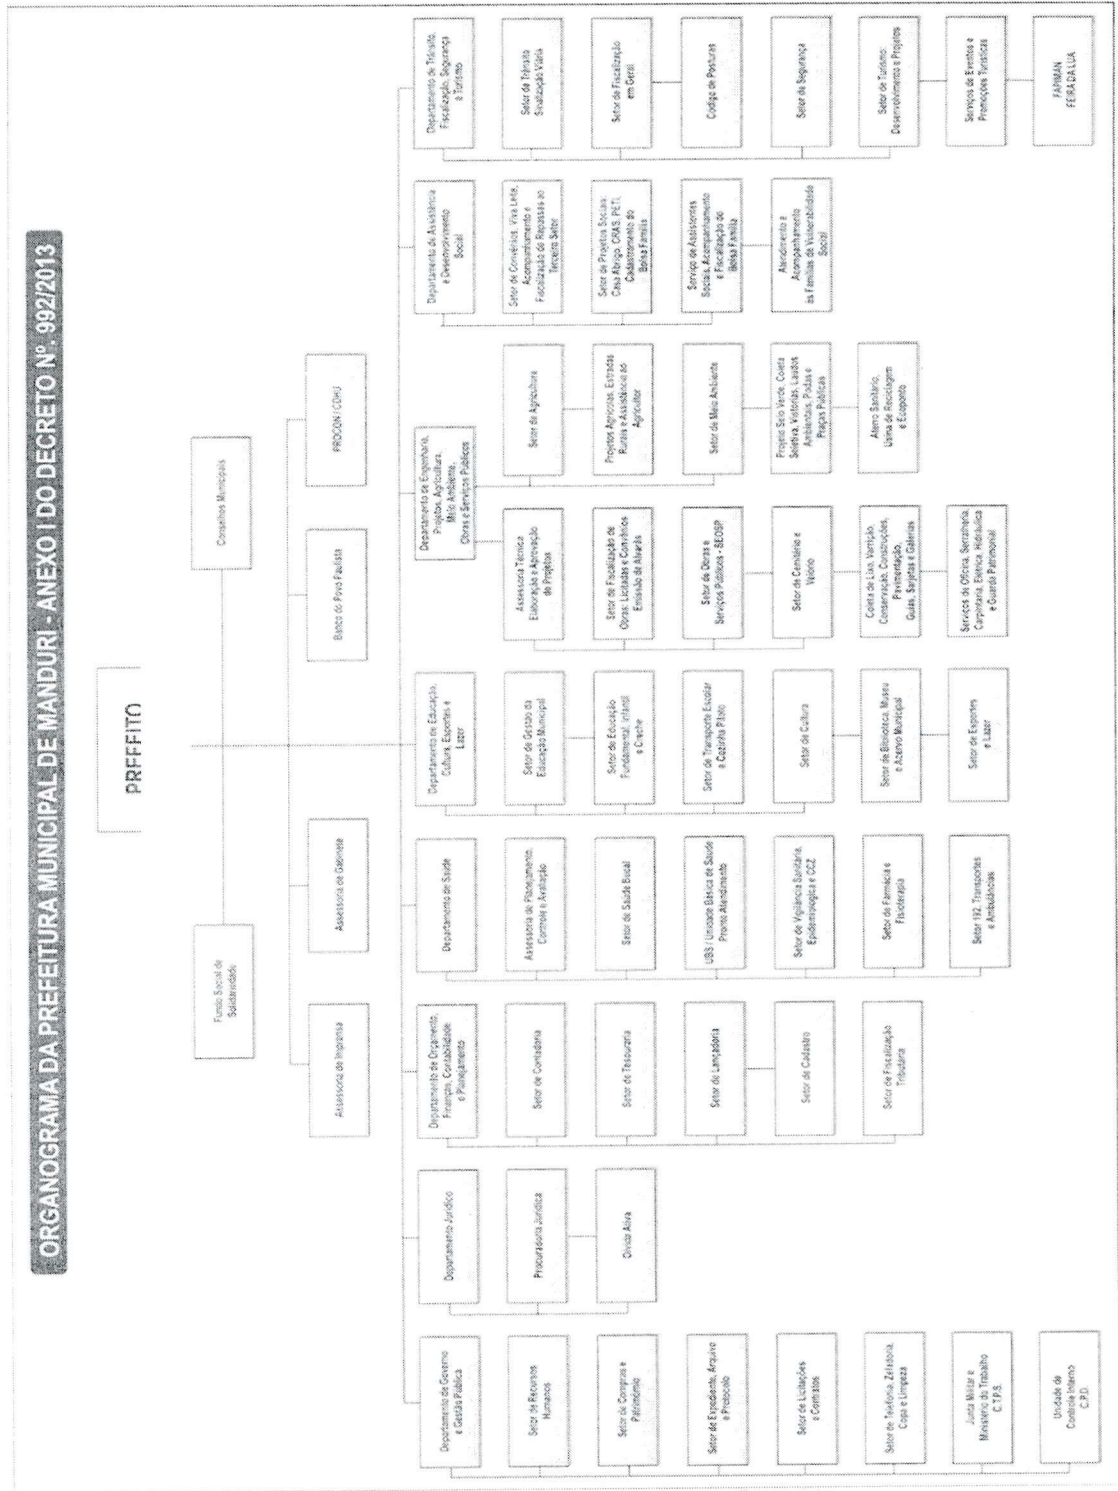 ORGANOGRAMA DA PREFEITURA MUNICIPAL DE MANDURI - ANEXO I DO DECRETO Nº. 992/2013
PREFEITO
Fundo Social de
Solidariedade
Conselhos Municipais
Assessoria de Imprensa
Assessoria de Gabinete
Banco do Povo Paulista
PROCON / CDHU
Departamento de Governo
e Gestão Pública
Setor de Recursos
Humanos
Setor de Compras e
Patrimônio
Setor de Expediente, Arquivo
e Protocolo
Setor de Licitações
e Contratos
Setor de Telefonia, Zeladoria,
Copa e Limpeza
Junta Militar e
Ministério do Trabalho
C.T.P.S.
Unidade de
Controle Interno
C.P.D.
Departamento Jurídico
Procuradoria Jurídica
Dívida Ativa
Departamento de Orçamento,
Finanças, Contabilidade
e Planejamento
Setor de Contadoria
Setor de Tesouraria
Setor de Lançadoria
Setor de Cadastro
Setor de Fiscalização
Tributária
Departamento de Saúde
Assessoria de Planejamento,
Controle e Avaliação
Setor de Saúde Bucal
UBS / Unidade Básica de Saúde
Pronto Atendimento
Setor de Vigilância Sanitária,
Epidemiologica e CCZ
Setor de Farmácia e
Fisioterapia
Setor 192, Transportes
e Ambulâncias
Departamento de Educação,
Cultura, Esportes e
Lazer
Setor de Gestão da
Educação Municipal
Setor de Educação
Fundamental, Infantil
e Creche
Setor de Transporte Escolar
e Cozinha Piloto
Setor de Cultura
Setor de Biblioteca, Museu
e Acervo Municipal
Setor de Esportes
e Lazer
Departamento de Engenharia,
Projetos, Agricultura,
Meio Ambiente,
Obras e Serviços Públicos
Assessoria Técnica
Elaboração e Aprovação
de Projetos
Setor de Fiscalização de
Obras: Licitadas e Convênios
Emissão de Alvarás
Setor de Obras e
Serviços Públicos - SEOSP
Setor de Cemitério e
Velório
Coleta de Lixo, Varrição,
Conservação, Construções,
Pavimentação,
Guias, Sarjetas e Galerias
Serviços de Oficina, Serralheria,
Carpintaria, Elétrica, Hidráulica
e Guarda Patrimonial
Setor de Agricultura
Projetos Agrícolas, Estradas
Rurais e Assistência ao
Agricultor
Setor de Meio Ambiente
Projeto Selo Verde, Coleta
Seletiva, Vistorias, Laudos
Ambientais, Podas e
Praças Públicas
Aterro Sanitário,
Usina de Reciclagem
e Ecoponto
Departamento de Assistência
e Desenvolvimento
Social
Setor de Convênios, Viva Leite,
Acompanhamento e
Fiscalização de Repasses ao
Terceiro Setor
Setor de Projetos Sociais:
Casa Abrigo, CRAS, PETI,
Cadastramento do
Bolsa Família
Serviço de Assistentes
Sociais, Acompanhamento
e Fiscalização do
Bolsa Família
Atendimento e
Acompanhamento
às Famílias de Vulnerabilidade
Social
Departamento de Trânsito,
Fiscalização, Segurança
e Turismo
Setor de Trânsito
Sinalização Viária
Setor de Fiscalização
em Geral
Código de Posturas
Setor de Segurança
Setor de Turismo:
Desenvolvimento e Projetos
Serviços de Eventos e
Promoções Turísticas
FAPIMAN
FEIRA DA LUA